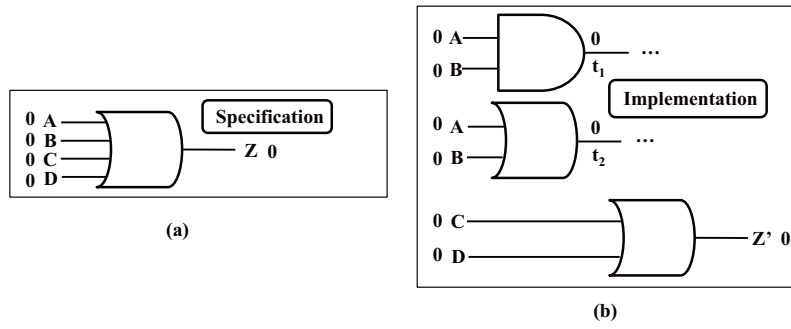 0 A
0 B
0 C
0 D
Specification
Z 0
(a)
0 A
0 B
0
t1
...
Implementation
0 A
0 B
0
t2
...
0 C
0 D
Z' 0
(b)